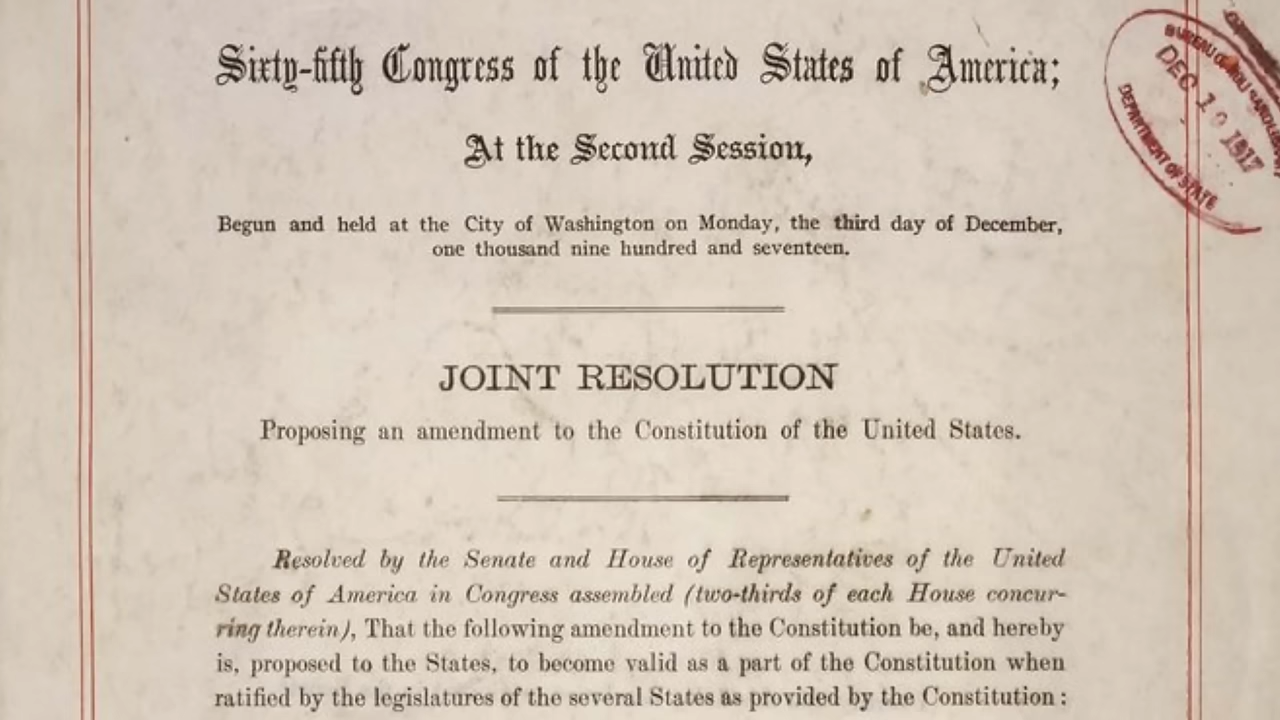 Sixty-fifth Congress of the United States of America;
At the Second Session,
Begun and held at the City of Washington on Monday, the third day of December,
one thousand nine hundred and seventeen.
JOINT RESOLUTION
Proposing an amendment to the Constitution of the United States.
Resolved by the Senate and House of Representatives of the United
States of America in Congress assembled (two-thirds of each House concur-
ring therein), That the following amendment to the Constitution be, and hereby
is, proposed to the States, to become valid as a part of the Constitution when
ratified by the legislatures of the several States as provided by the Constitution:
BUREAU OF
DEC 19 1917
DEPARTMENT OF STATE